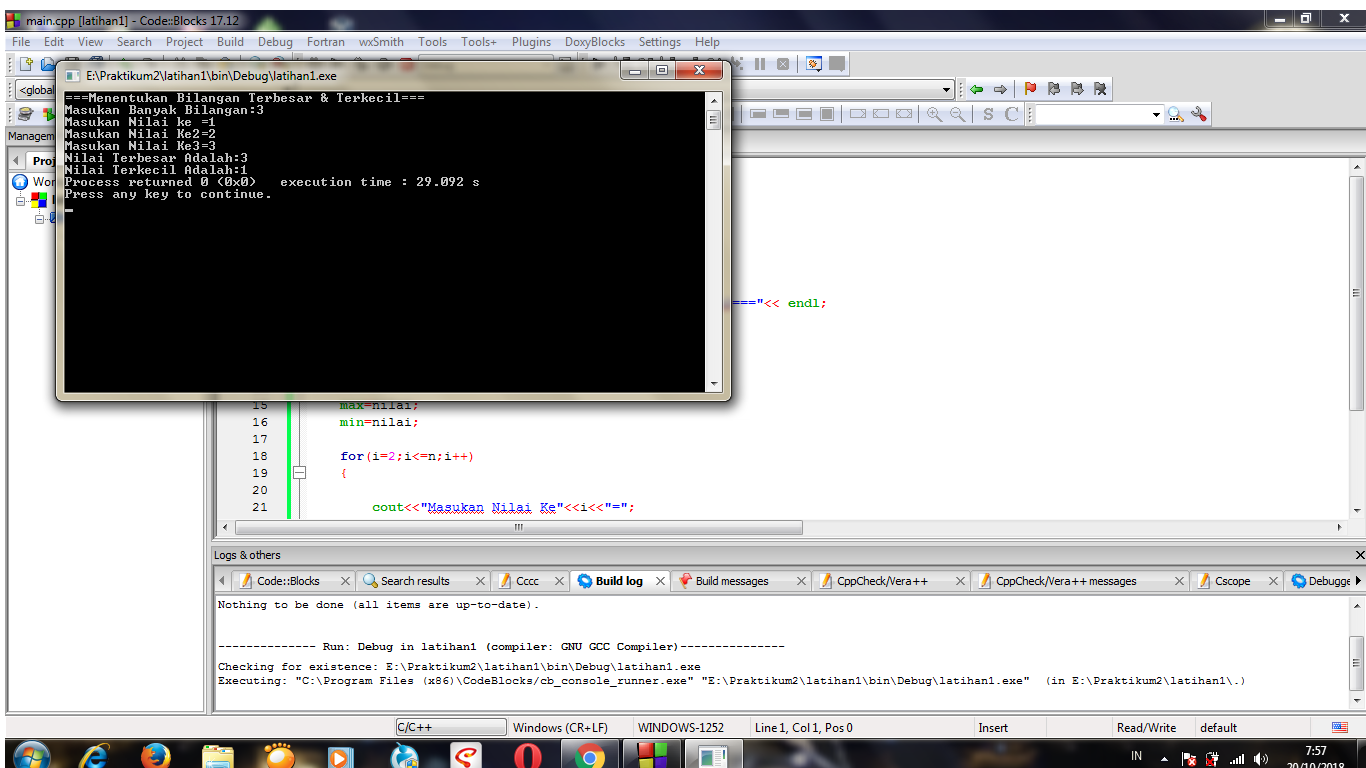 main.cpp [latihan1] - Code::Blocks 17.12
File Edit View Search Project Build Debug Fortran wxSmith Tools Tools+ Plugins DoxyBlocks Settings Help
E:\Praktikum2\latihan1\bin\Debug\latihan1.exe
===Menentukan Bilangan Terbesar & Terkecil===
Masukan Banyak Bilangan:3
Masukan Nilai ke =1
Masukan Nilai Ke2=2
Masukan Nilai Ke3=3
Nilai Terbesar Adalah:3
Nilai Terkecil Adalah:1
Process returned 0 (0x0)   execution time : 29.092 s
Press any key to continue.
<global
S C
Managem
Proj
Wor
==="<< endl;
15 max=nilai;
16 min=nilai;
17
18 for(i=2;i<=n;i++)
19 {
20
21 cout<<"Masukan Nilai Ke"<<i<<"=";
Logs & others
Code::Blocks Search results Cccc Build log Build messages CppCheck/Vera++ CppCheck/Vera++ messages Cscope Debugge
Nothing to be done (all items are up-to-date).
-------------- Run: Debug in latihan1 (compiler: GNU GCC Compiler)---------------
Checking for existence: E:\Praktikum2\latihan1\bin\Debug\latihan1.exe
Executing: "C:\Program Files (x86)\CodeBlocks/cb_console_runner.exe" "E:\Praktikum2\latihan1\bin\Debug\latihan1.exe"  (in E:\Praktikum2\latihan1\.)
C/C++ Windows (CR+LF) WINDOWS-1252 Line 1, Col 1, Pos 0 Insert Read/Write default
IN
7:57
20/10/2018